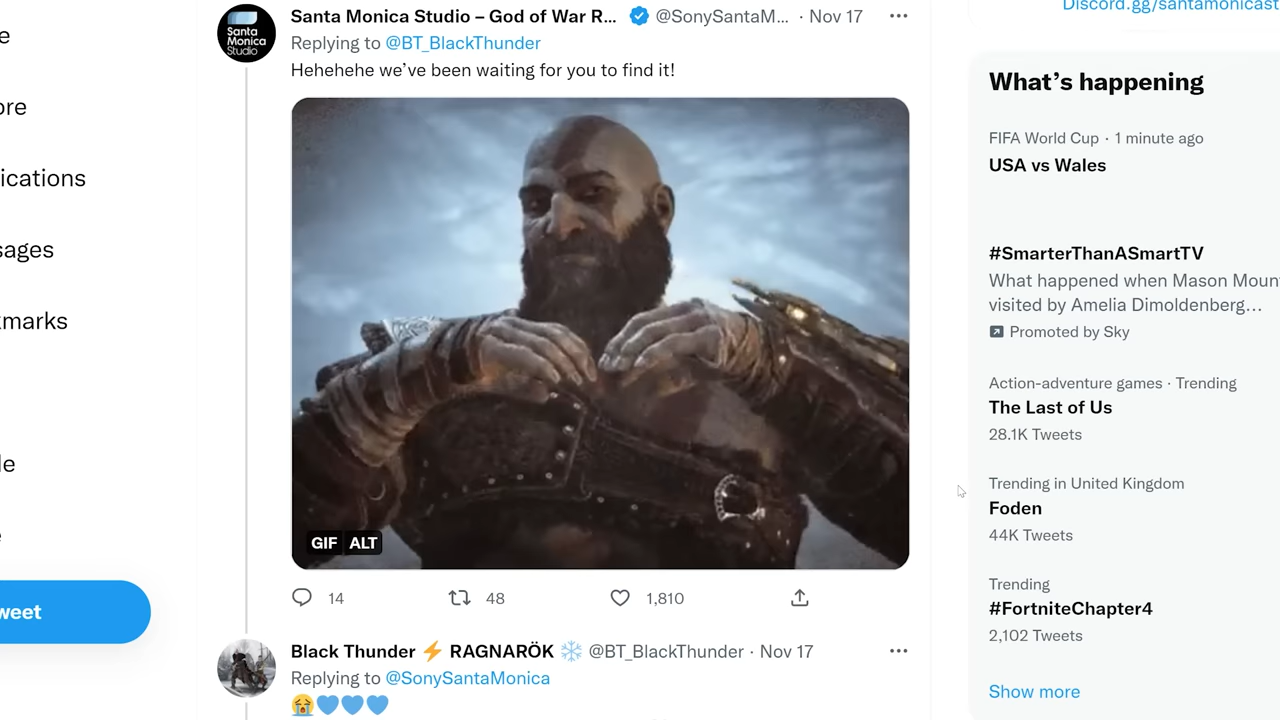 e
ore
ications
sages
kmarks
le
e
weet
Santa
Monica
Studio
Santa Monica Studio – God of War R... @SonySantaM... · Nov 17
Replying to @BT_BlackThunder
Hehehehe we’ve been waiting for you to find it!
GIF ALT
14 48 1,810
Black Thunder ⚡ RAGNARÖK ❄️ @BT_BlackThunder · Nov 17
Replying to @SonySantaMonica
😭💙💙💙
Discord.gg/santamonicast
What’s happening
FIFA World Cup · 1 minute ago
USA vs Wales
#SmarterThanASmartTV
What happened when Mason Moun
visited by Amelia Dimoldenberg…
Promoted by Sky
Action-adventure games · Trending
The Last of Us
28.1K Tweets
Trending in United Kingdom
Foden
44K Tweets
Trending
#FortniteChapter4
2,102 Tweets
Show more